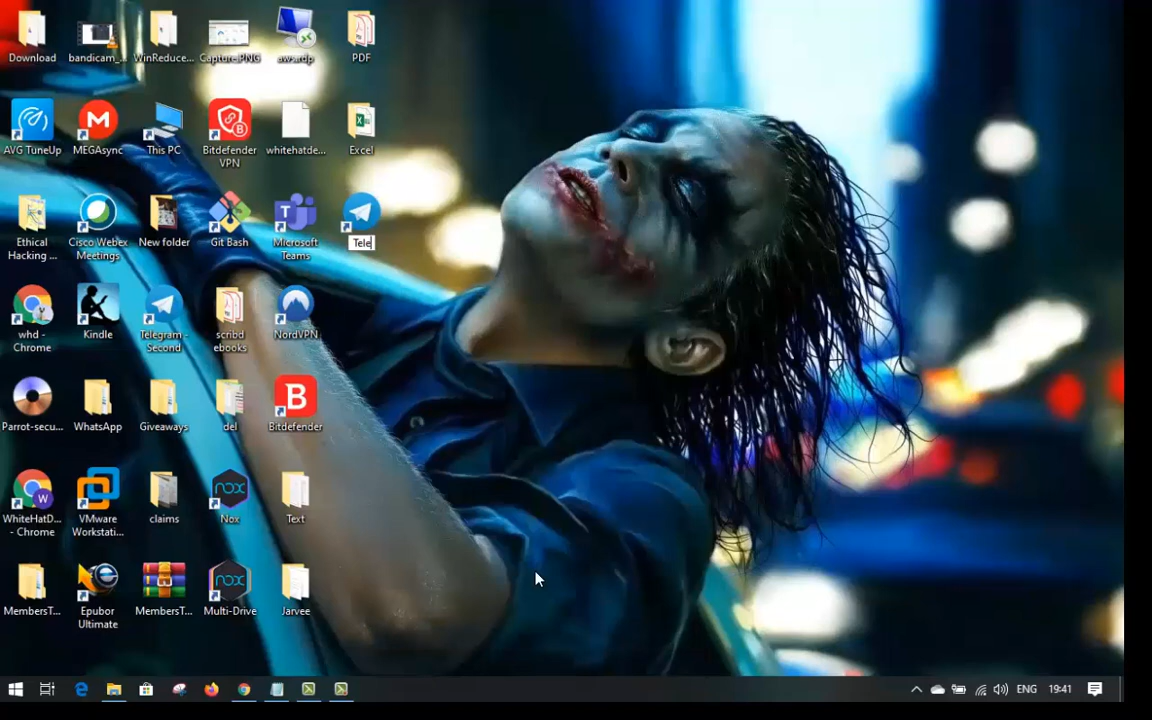 Download
bandicam_...
WinReduce...
Capture.PNG
aws.rdp
PDF
AVG TuneUp
MEGAsync
This PC
Bitdefender
VPN
whitehatde...
Excel
Ethical
Hacking ...
Cisco Webex
Meetings
New folder
Git Bash
Microsoft
Teams
Tele
whd -
Chrome
Kindle
Telegram -
Second
scribd
ebooks
NordVPN
Parrot-secu...
WhatsApp
Giveaways
del
Bitdefender
WhiteHatD...
- Chrome
VMware
Workstati...
claims
Nox
Text
MembersT...
Epubor
Ultimate
MembersT...
Multi-Drive
Jarvee
ENG
19:41